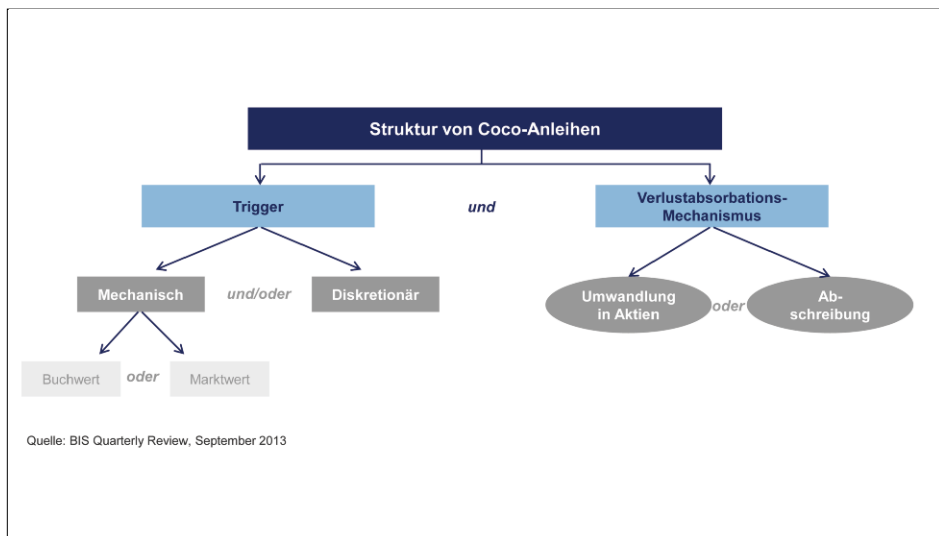 Struktur von Coco-Anleihen
Trigger
und
Verlustabsorbations-
Mechanismus
Mechanisch
und/oder
Diskretionär
Umwandlung
in Aktien
oder
Ab-
schreibung
Buchwert
oder
Marktwert
Quelle: BIS Quarterly Review, September 2013